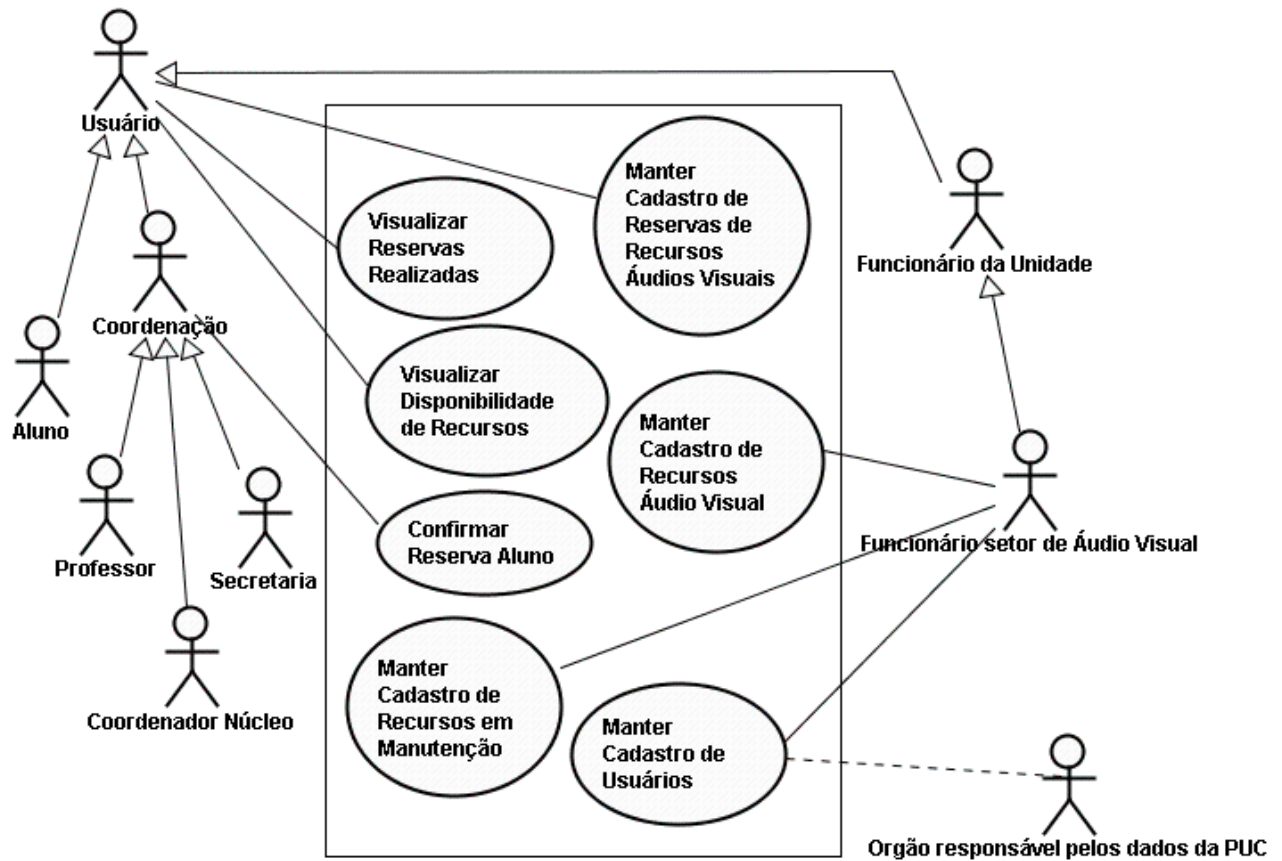 Usuário
Manter
Cadastro de
Reservas de
Recursos
Áudios Visuais
Visualizar
Reservas
Realizadas
Funcionário da Unidade
Coordenação
Aluno
Visualizar
Disponibilidade
de Recursos
Manter
Cadastro de
Recursos
Áudio Visual
Professor
Secretaria
Confirmar
Reserva Aluno
Funcionário setor de Áudio Visual
Coordenador Núcleo
Manter
Cadastro de
Recursos em
Manutenção
Manter
Cadastro de
Usuários
Orgão responsável pelos dados da PUC